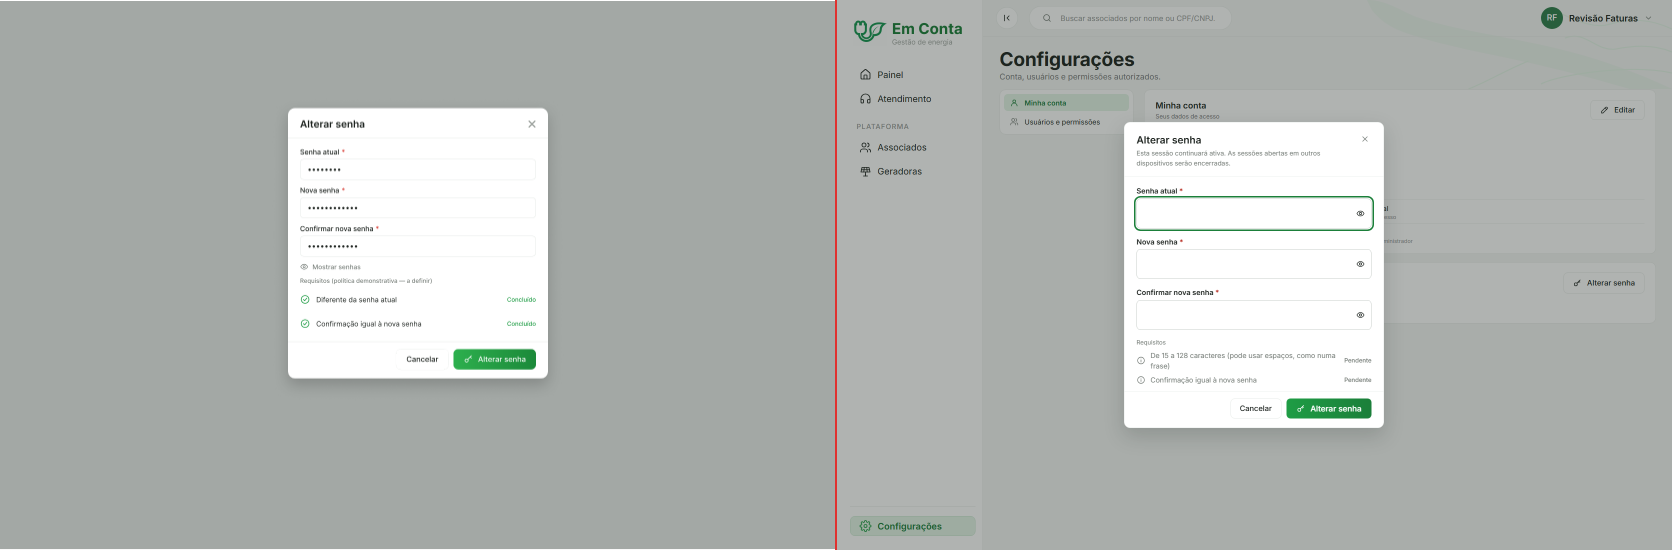 Alterar senha
Senha atual *
••••••••
Nova senha *
••••••••••••
Confirmar nova senha *
••••••••••••
Mostrar senhas
Requisitos (política demonstrativa — a definir)
Diferente da senha atual
Concluído
Confirmação igual à nova senha
Concluído
Cancelar
Alterar senha
Em Conta
Gestão de energia
Painel
Atendimento
PLATAFORMA
Associados
Geradoras
Configurações
Buscar associados por nome ou CPF/CNPJ.
RF
Revisão Faturas
Configurações
Conta, usuários e permissões autorizados.
Minha conta
Usuários e permissões
Minha conta
Seus dados de acesso
Editar
Alterar senha
Alterar senha
Esta sessão continuará ativa. As sessões abertas em outros
dispositivos serão encerradas.
Senha atual *
Nova senha *
Confirmar nova senha *
Requisitos
De 15 a 128 caracteres (pode usar espaços, como numa
frase)
Pendente
Confirmação igual à nova senha
Pendente
Cancelar
Alterar senha